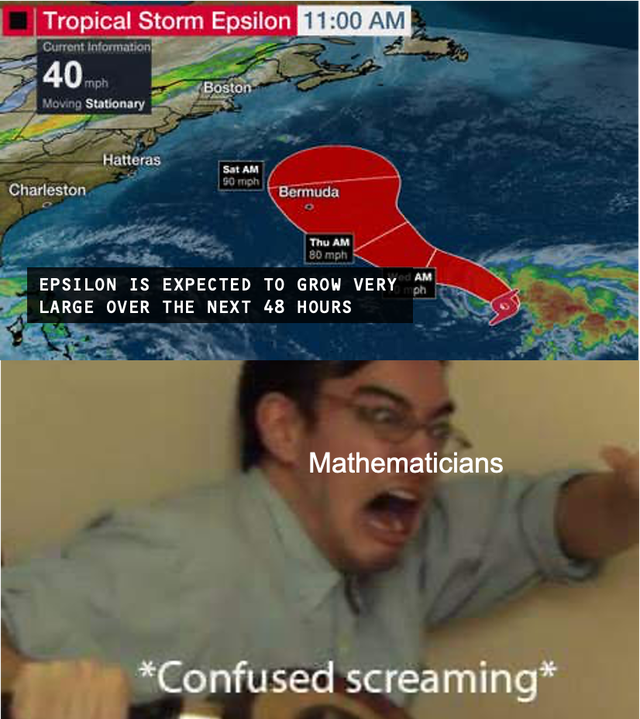 Tropical Storm Epsilon 11:00 AM
Current Information
40 mph
Moving Stationary
Boston
Hatteras
Charleston
Sat AM
90 mph
Bermuda
Thu AM
80 mph
AM
mph
EPSILON IS EXPECTED TO GROW VERY
LARGE OVER THE NEXT 48 HOURS
Mathematicians
*Confused screaming*